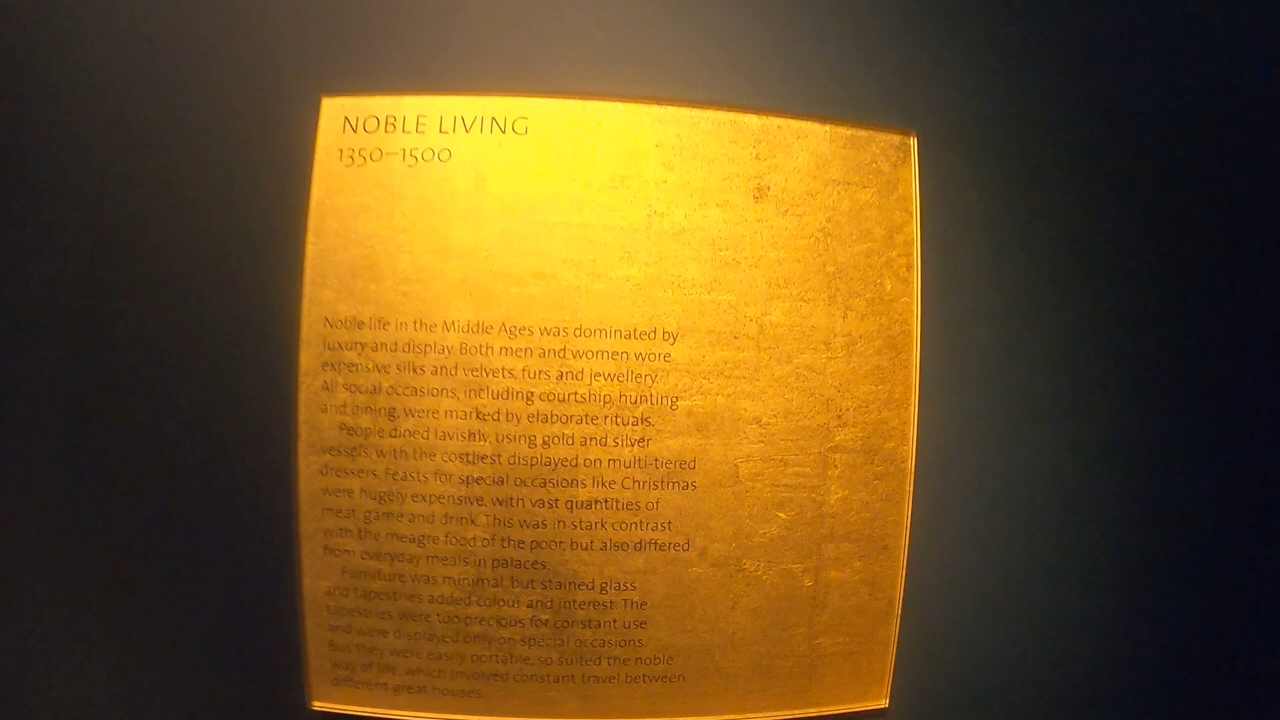 NOBLE LIVING
1350–1500
Noble life in the Middle Ages was dominated by
luxury and display. Both men and women wore
expensive silks and velvets, furs and jewellery.
All social occasions, including courtship, hunting
and dining, were marked by elaborate rituals.
People dined lavishly, using gold and silver
vessels, with the costliest displayed on multi-tiered
dressers. Feasts for special occasions like Christmas
were hugely expensive, with vast quantities of
meat, game and drink. This was in stark contrast
with the meagre food of the poor, but also differed
from everyday meals in palaces.
Furniture was minimal, but stained glass
and tapestries added colour and interest. The
tapestries were too precious for constant use
and were displayed only on special occasions.
But they were easily portable, so suited the noble
way of life, which involved constant travel between
different great houses.